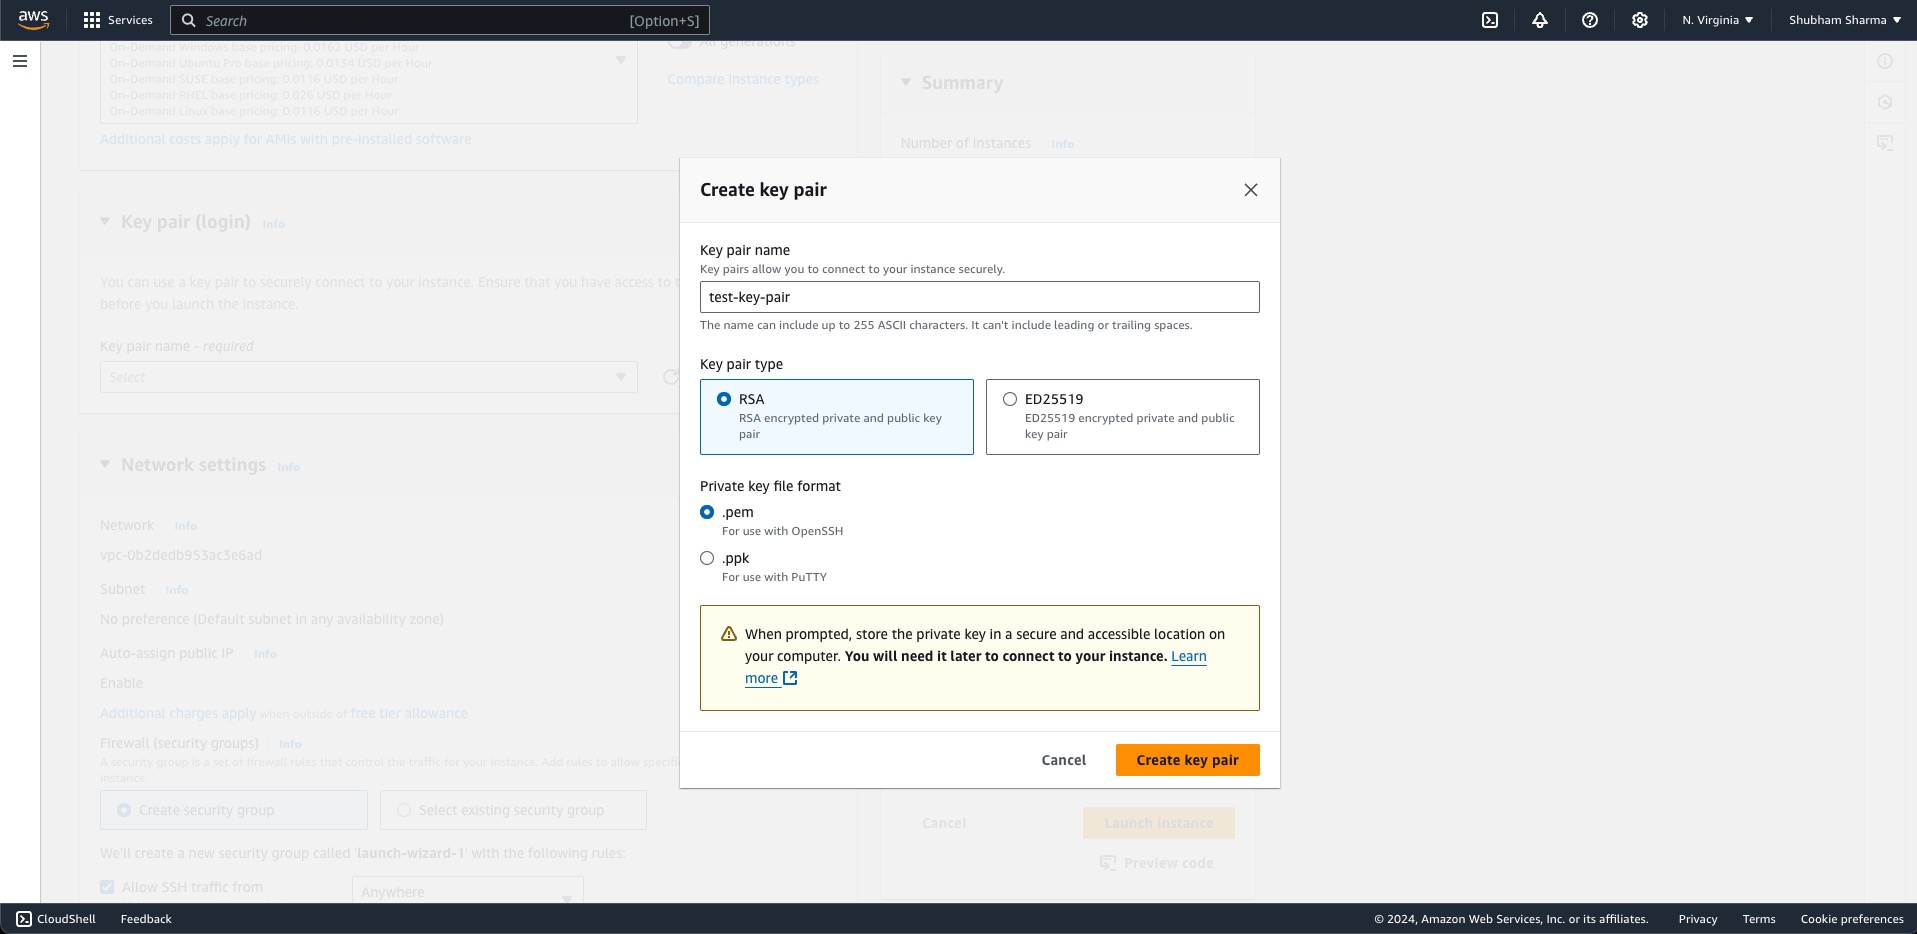 aws
Services
Search
[Option+S]
N. Virginia
Shubham Sharma
On-Demand Windows base pricing: 0.0162 USD per Hour
On-Demand Ubuntu Pro base pricing: 0.0134 USD per Hour
On-Demand SUSE base pricing: 0.0116 USD per Hour
On-Demand RHEL base pricing: 0.026 USD per Hour
On-Demand Linux base pricing: 0.0116 USD per Hour
All generations
Compare instance types
Additional costs apply for AMIs with pre-installed software
Summary
Number of instances Info
Key pair (login) Info
You can use a key pair to securely connect to your instance. Ensure that you have access to
before you launch the instance.
Key pair name - required
Select
Network settings Info
Network Info
vpc-0b2dedb953ac3e6ad
Subnet Info
No preference (Default subnet in any availability zone)
Auto-assign public IP Info
Enable
Additional charges apply when outside of free tier allowance
Firewall (security groups) Info
A security group is a set of firewall rules that control the traffic for your instance. Add rules to allow specifi
instance.
Create security group
Select existing security group
We'll create a new security group called 'launch-wizard-1' with the following rules:
Allow SSH traffic from
Anywhere
Create key pair
Key pair name
Key pairs allow you to connect to your instance securely.
test-key-pair
The name can include up to 255 ASCII characters. It can't include leading or trailing spaces.
Key pair type
RSA
RSA encrypted private and public key
pair
ED25519
ED25519 encrypted private and public
key pair
Private key file format
.pem
For use with OpenSSH
.ppk
For use with PuTTY
When prompted, store the private key in a secure and accessible location on
your computer. You will need it later to connect to your instance. Learn
more
Cancel
Create key pair
Cancel
Launch instance
Preview code
CloudShell
Feedback
© 2024, Amazon Web Services, Inc. or its affiliates.
Privacy
Terms
Cookie preferences